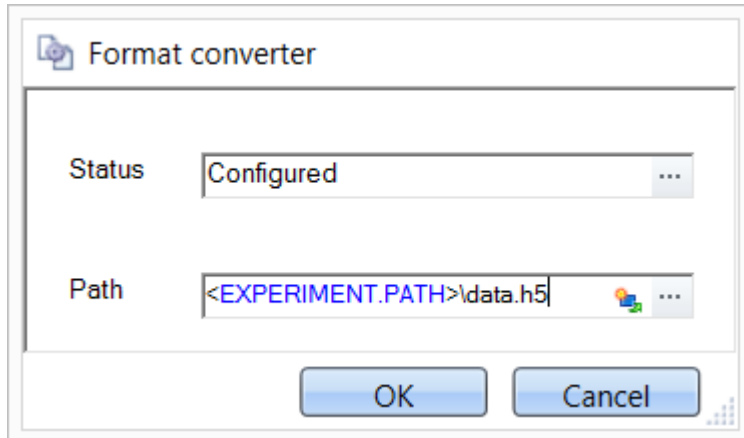 Format converter
Status Configured ...
Path <EXPERIMENT.PATH>\data.h5 ...
OK Cancel